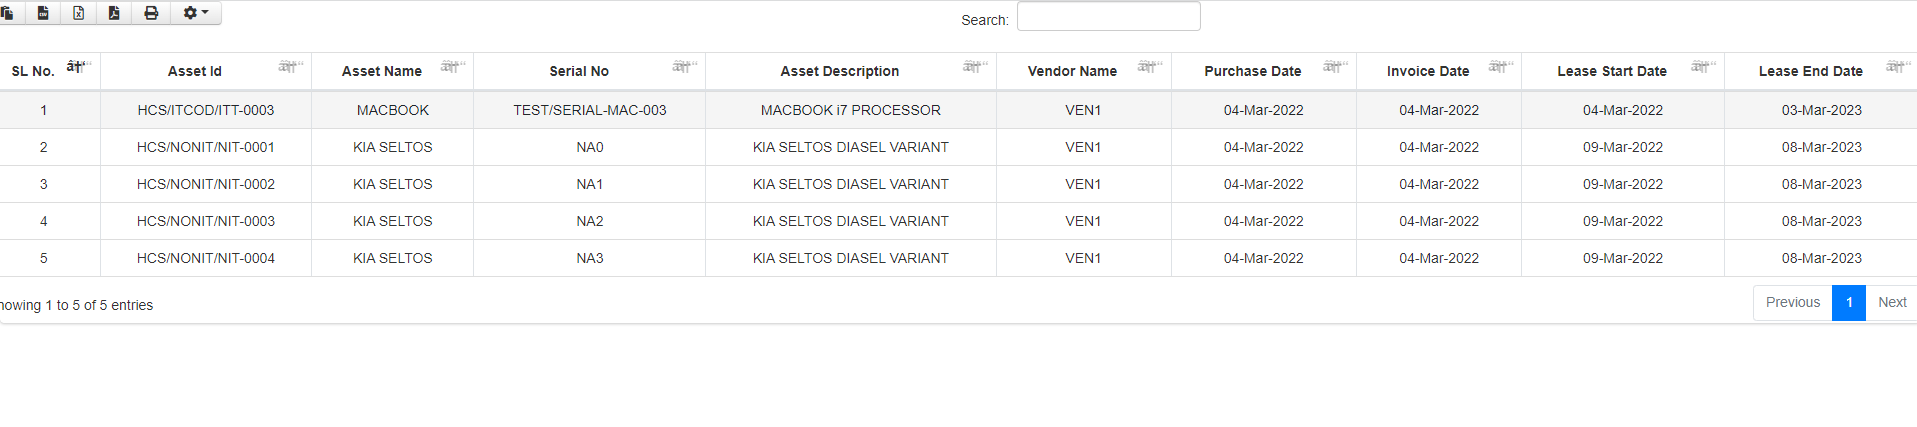 Search:
SL No. Asset Id Asset Name Serial No Asset Description Vendor Name Purchase Date Invoice Date Lease Start Date Lease End Date
1 HCS/ITCOD/ITT-0003 MACBOOK TEST/SERIAL-MAC-003 MACBOOK i7 PROCESSOR VEN1 04-Mar-2022 04-Mar-2022 04-Mar-2022 03-Mar-2023
2 HCS/NONIT/NIT-0001 KIA SELTOS NA0 KIA SELTOS DIASEL VARIANT VEN1 04-Mar-2022 04-Mar-2022 09-Mar-2022 08-Mar-2023
3 HCS/NONIT/NIT-0002 KIA SELTOS NA1 KIA SELTOS DIASEL VARIANT VEN1 04-Mar-2022 04-Mar-2022 09-Mar-2022 08-Mar-2023
4 HCS/NONIT/NIT-0003 KIA SELTOS NA2 KIA SELTOS DIASEL VARIANT VEN1 04-Mar-2022 04-Mar-2022 09-Mar-2022 08-Mar-2023
5 HCS/NONIT/NIT-0004 KIA SELTOS NA3 KIA SELTOS DIASEL VARIANT VEN1 04-Mar-2022 04-Mar-2022 09-Mar-2022 08-Mar-2023
howing 1 to 5 of 5 entries
Previous 1 Next